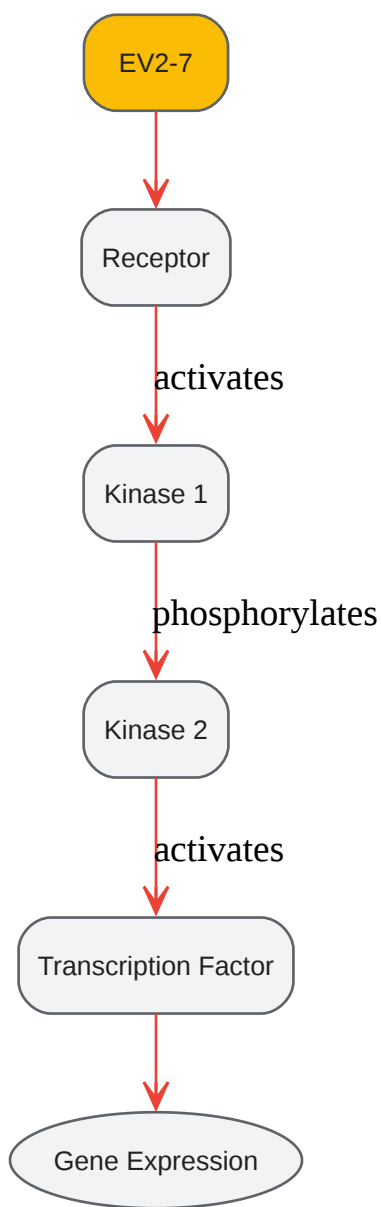 EV2-7
Receptor
activates
Kinase 1
phosphorylates
Kinase 2
activates
Transcription Factor
Gene Expression